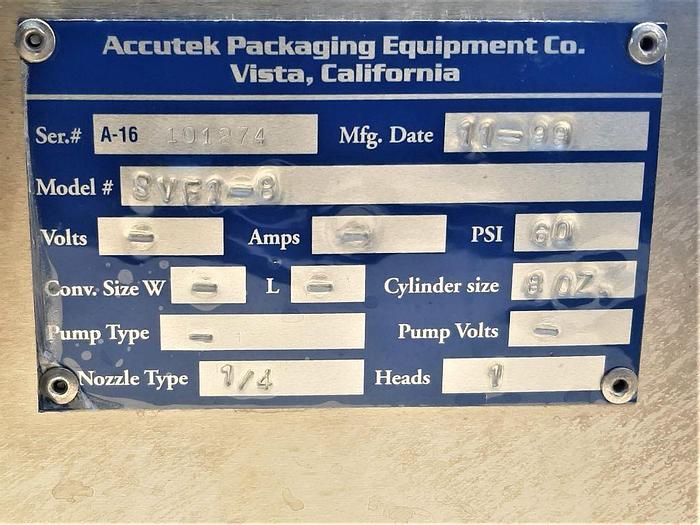 Accutek Packaging Equipment Co.
Vista, California
Ser.# A-16 101874 Mfg. Date 11-99
Model # SVF1-8
Volts - Amps - PSI 60
Conv. Size W - L - Cylinder size 8 OZ.
Pump Type - Pump Volts -
Nozzle Type 1/4 Heads 1